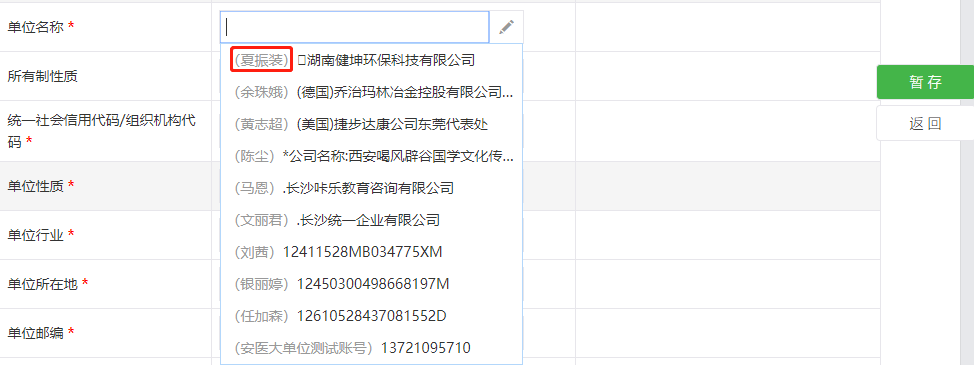 单位名称 *
(夏振装) 湖南健坤环保科技有限公司
所有制性质
(余珠娥) (德国)乔治玛林冶金控股有限公司...
暂存
(黄志超) (美国)捷步达康公司东莞代表处
返回
统一社会信用代码/组织机构代
码 *
(陈尘) *公司名称:西安喝风辟谷国学文化传...
单位性质 *
(马恩) .长沙咔乐教育咨询有限公司
(文丽君) .长沙统一企业有限公司
单位行业 *
(刘茜) 12411528MB034775XM
单位所在地 *
(银丽婷) 12450300498668197M
(任加森) 12610528437081552D
单位邮编 *
(安医大单位测试账号) 13721095710